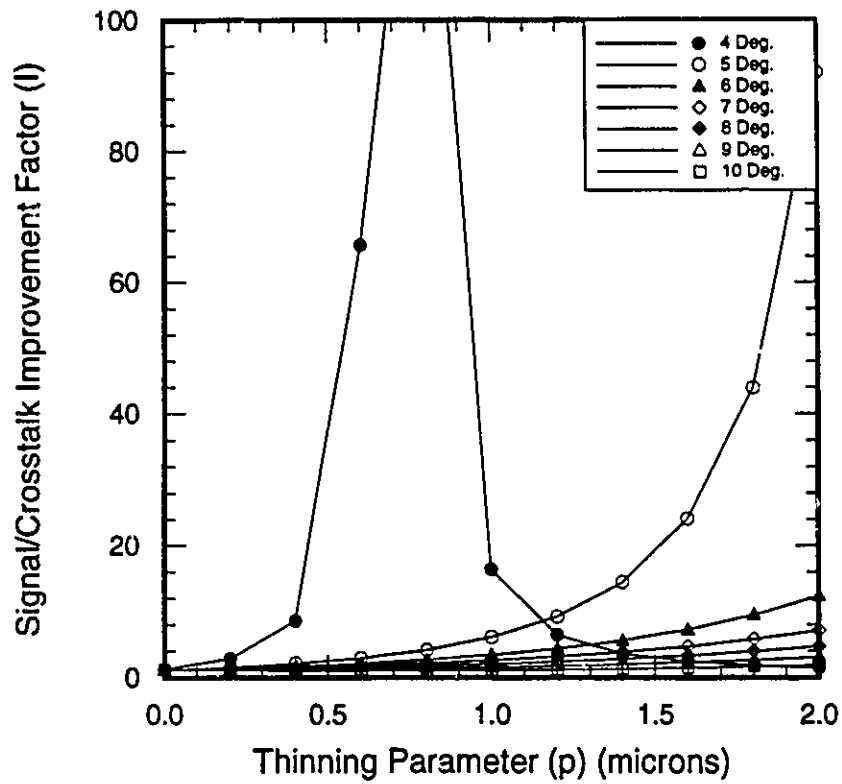 100
80
60
40
20
0
0.0 0.5 1.0 1.5 2.0
Signal/Crosstalk Improvement Factor (I)
Thinning Parameter (p) (microns)
4 Deg.
5 Deg.
6 Deg.
7 Deg.
8 Deg.
9 Deg.
10 Deg.